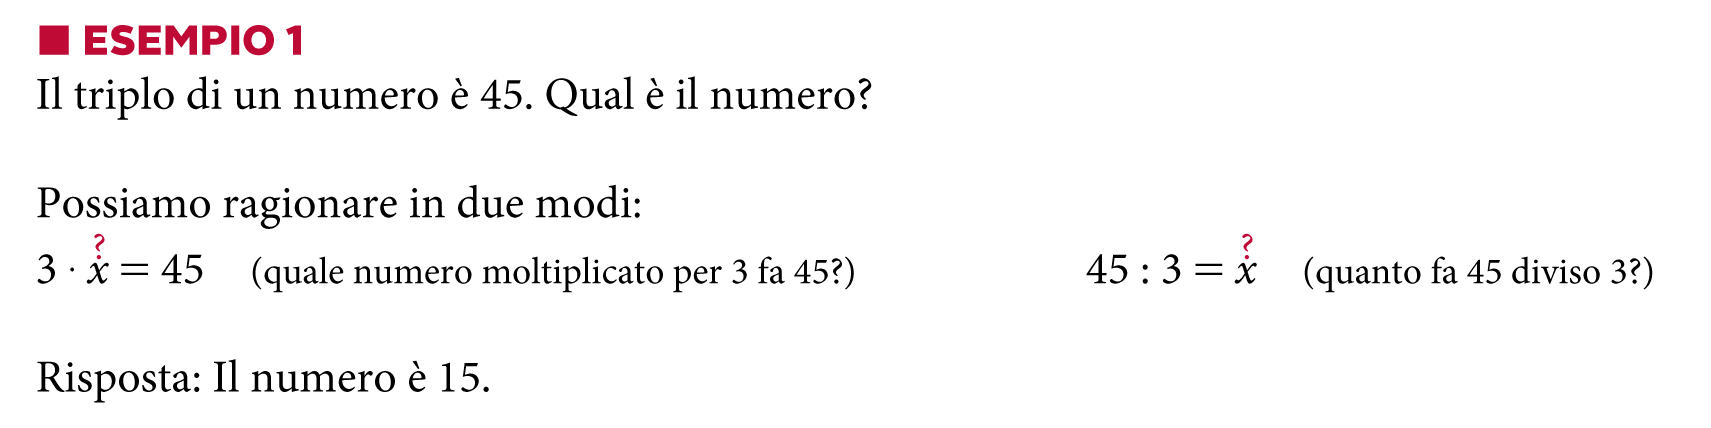 ESEMPIO 1
Il triplo di un numero è 45. Qual è il numero?
Possiamo ragionare in due modi:
?
3 · x = 45 (quale numero moltiplicato per 3 fa 45?)
?
45 : 3 = x (quanto fa 45 diviso 3?)
Risposta: Il numero è 15.